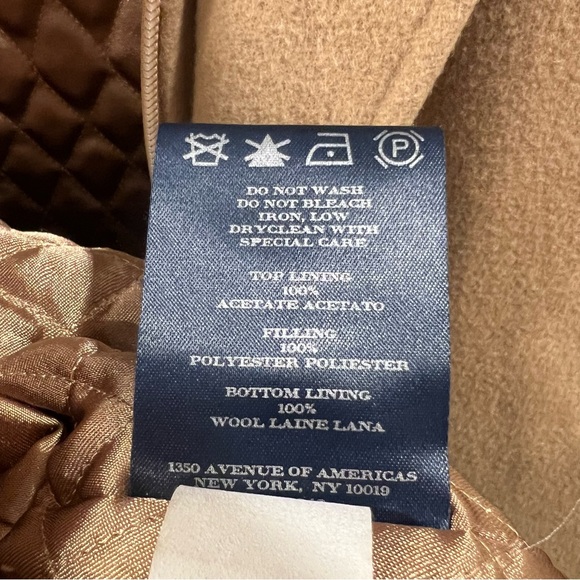 P
DO NOT WASH
DO NOT BLEACH
IRON, LOW
DRYCLEAN WITH
SPECIAL CARE
TOP LINING
100%
ACETATE ACETATO
FILLING
100%
POLYESTER POLIESTER
BOTTOM LINING
100%
WOOL LAINE LANA
1350 AVENUE OF AMERICAS
NEW YORK, NY 10019